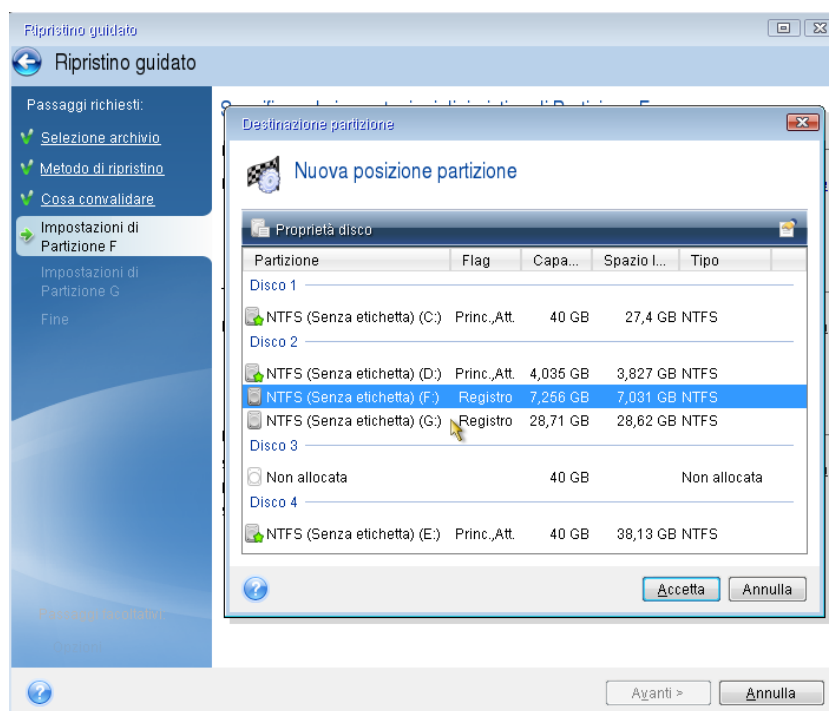 Ripristino guidato
Ripristino guidato
Passaggi richiesti:
Selezione archivio
Metodo di ripristino
Cosa convalidare
Impostazioni di
Partizione F
Impostazioni di
Partizione G
Fine
Destinazione partizione
Nuova posizione partizione
Proprietà disco
Partizione Flag Capa... Spazio l... Tipo
Disco 1
NTFS (Senza etichetta) (C:) Princ.,Att. 40 GB 27,4 GB NTFS
Disco 2
NTFS (Senza etichetta) (D:) Princ.,Att. 4,035 GB 3,827 GB NTFS
NTFS (Senza etichetta) (F:) Registro 7,256 GB 7,031 GB NTFS
NTFS (Senza etichetta) (G:) Registro 28,71 GB 28,62 GB NTFS
Disco 3
Non allocata 40 GB Non allocata
Disco 4
NTFS (Senza etichetta) (E:) Princ.,Att. 40 GB 38,13 GB NTFS
Accetta Annulla
Avanti > Annulla